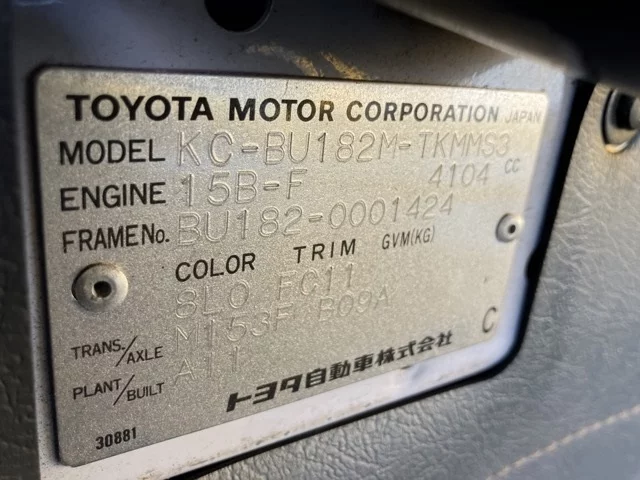 TOYOTA MOTOR CORPORATION JAPAN
MODEL KC-BU182M-TKMMS3
ENGINE 15B-F 4104 CC
FRAME No. BU182-0001424
COLOR TRIM GVM(KG)
8L0 FC11
TRANS./AXLE M153F B09A
PLANT/BUILT A11
トヨタ自動車株式会社 C
30881